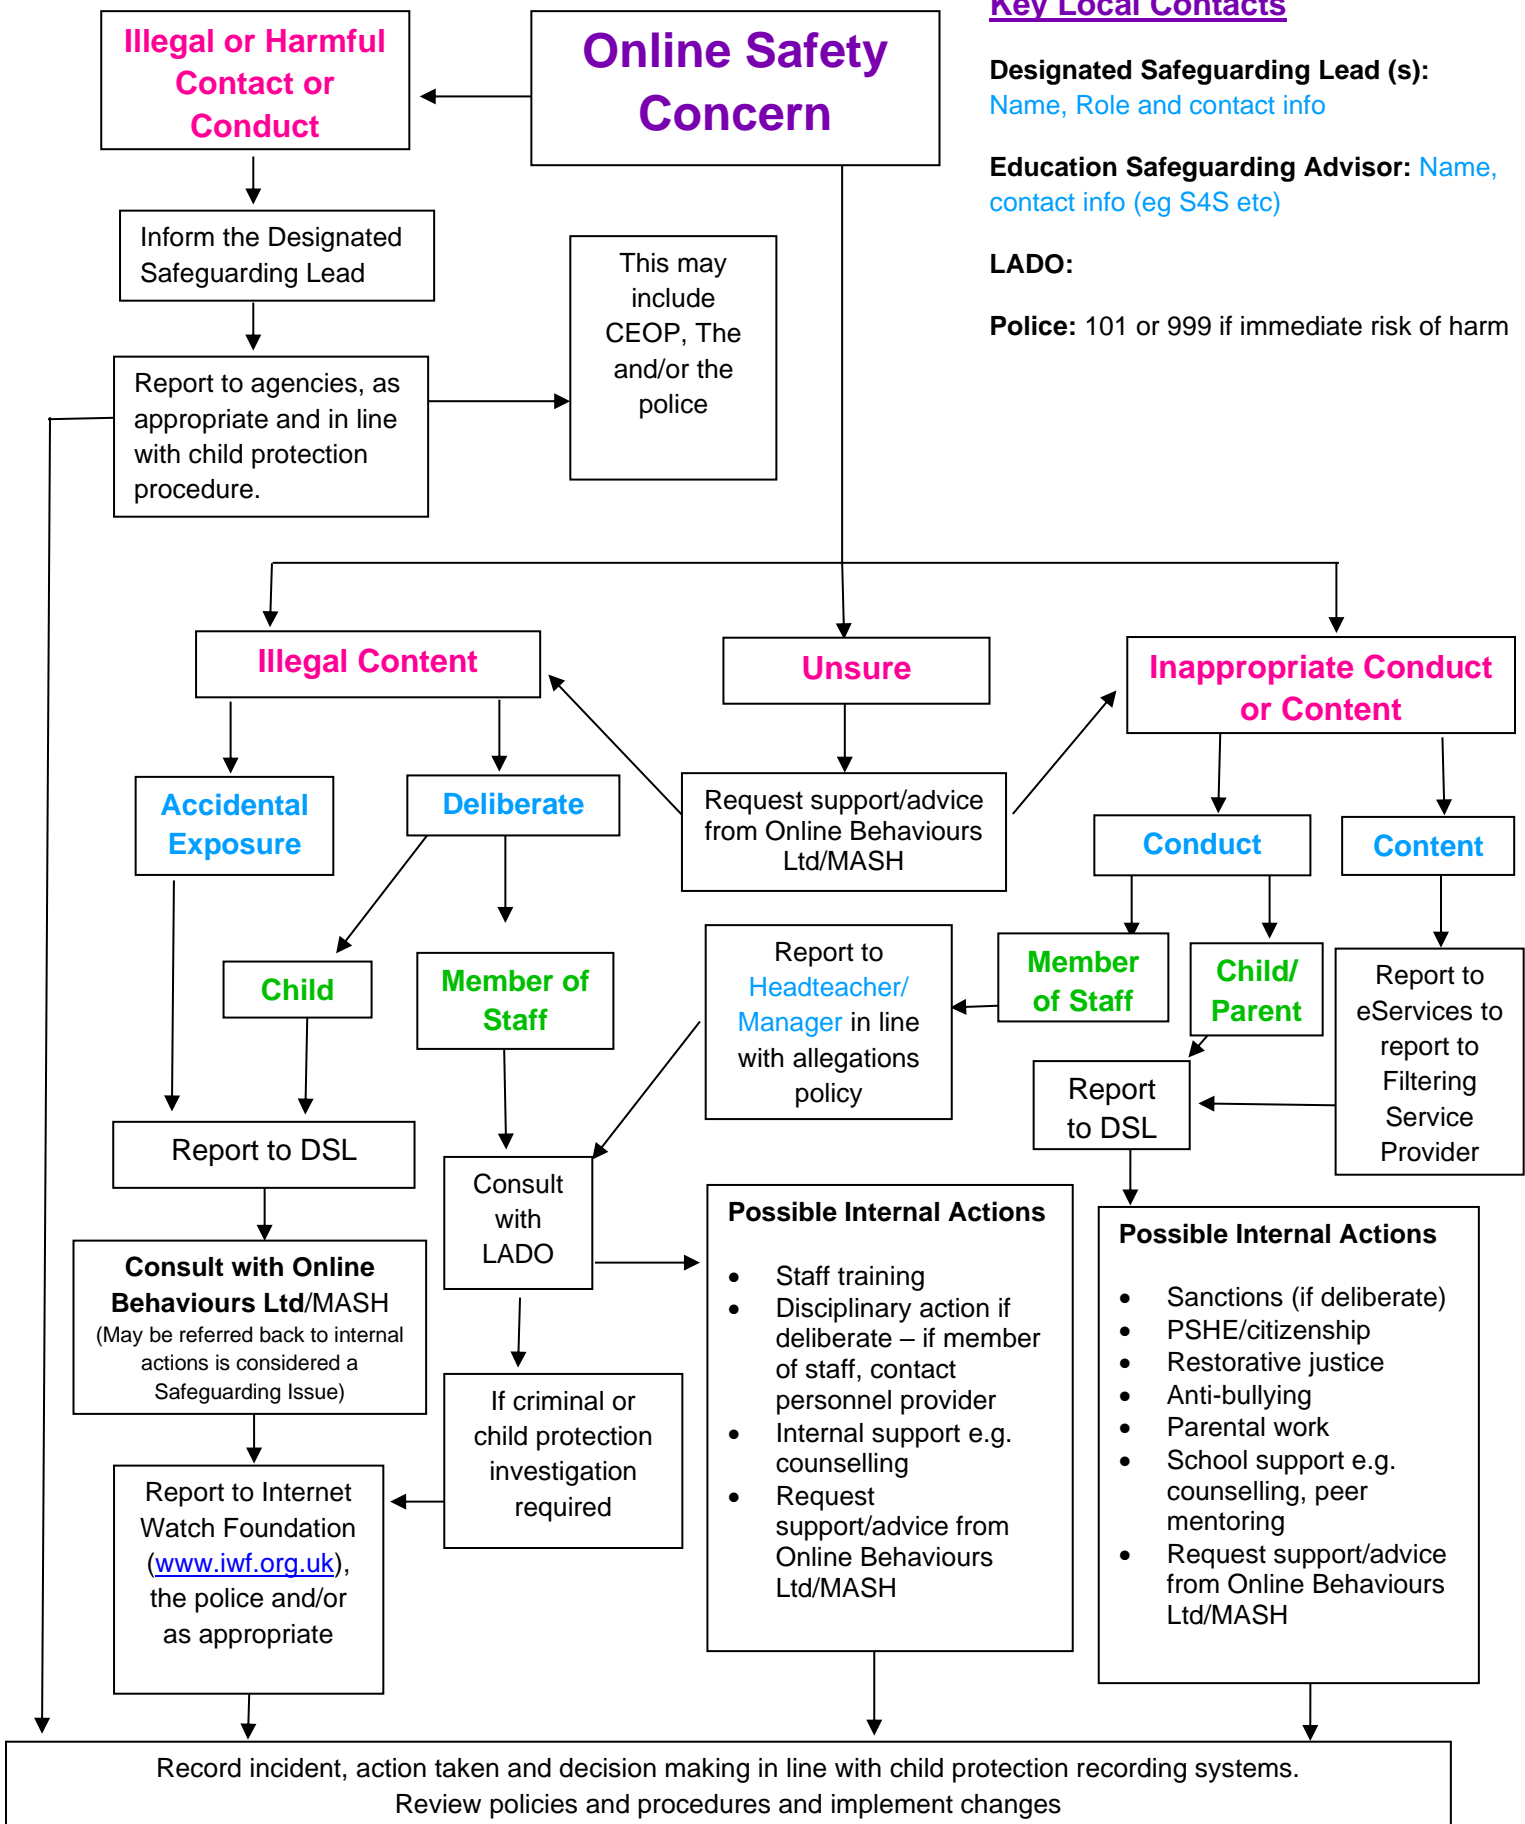 Key Local Contacts
Illegal or Harmful
Contact or
Conduct
Online Safety
Concern
Designated Safeguarding Lead (s):
Name, Role and contact info
Education Safeguarding Advisor: Name,
contact info (eg S4S etc)
LADO:
Police: 101 or 999 if immediate risk of harm
Inform the Designated
Safeguarding Lead
This may
include
CEOP, The
and/or the
police
Report to agencies, as
appropriate and in line
with child protection
procedure.
Illegal Content
Unsure
Inappropriate Conduct
or Content
Accidental
Exposure
Deliberate
Request support/advice
from Online Behaviours
Ltd/MASH
Conduct
Content
Child
Member of
Staff
Report to
Headteacher/
Manager in line
with allegations
policy
Member
of Staff
Child/
Parent
Report to
eServices to
report to
Filtering
Service
Provider
Report to DSL
Consult
with
LADO
Report
to DSL
Consult with Online
Behaviours Ltd/MASH
(May be referred back to internal
actions is considered a
Safeguarding Issue)
If criminal or
child protection
investigation
required
Report to Internet
Watch Foundation
(www.iwf.org.uk),
the police and/or
as appropriate
Possible Internal Actions
• Staff training
• Disciplinary action if
deliberate – if member
of staff, contact
personnel provider
• Internal support e.g.
counselling
• Request
support/advice from
Online Behaviours
Ltd/MASH
Possible Internal Actions
• Sanctions (if deliberate)
• PSHE/citizenship
• Restorative justice
• Anti-bullying
• Parental work
• School support e.g.
counselling, peer
mentoring
• Request support/advice
from Online Behaviours
Ltd/MASH
Record incident, action taken and decision making in line with child protection recording systems.
Review policies and procedures and implement changes